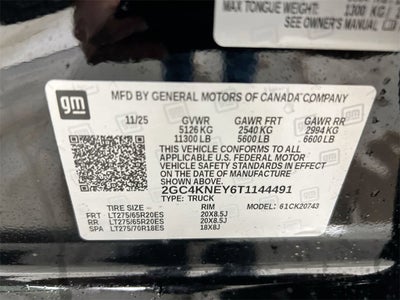 MAX TONGUE WEIGHT: 1300 KG
SEE OWNER'S MANUAL
gm
MFD BY GENERAL MOTORS OF CANADA COMPANY
11/25 GVWR GAWR FRT GAWR RR
5126 KG 2540 KG 2994 KG
11300 LB 5600 LB 6600 LB
THIS VEHICLE CONFORMS TO ALL
APPLICABLE U.S. FEDERAL MOTOR
VEHICLE SAFETY STANDARDS IN EFFECT ON
THE DATE OF MANUFACTURE SHOWN ABOVE.
2GC4KNEY6T1144491
TYPE: TRUCK MODEL: 61CK20743
TIRE SIZE RIM
FRT LT275/65R20ES 20X8.5J
RR LT275/65R20ES 20X8.5J
SPA LT275/70R18ES 18X8J